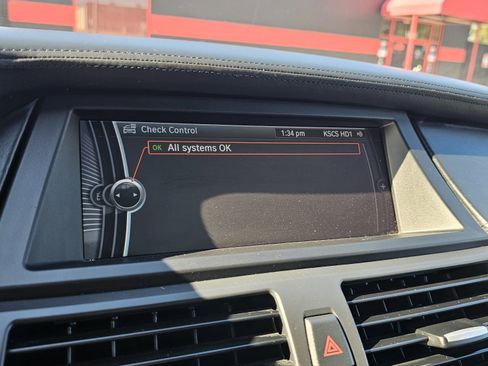 Check Control
1:34 pm
KSCS HD1
OK All systems OK